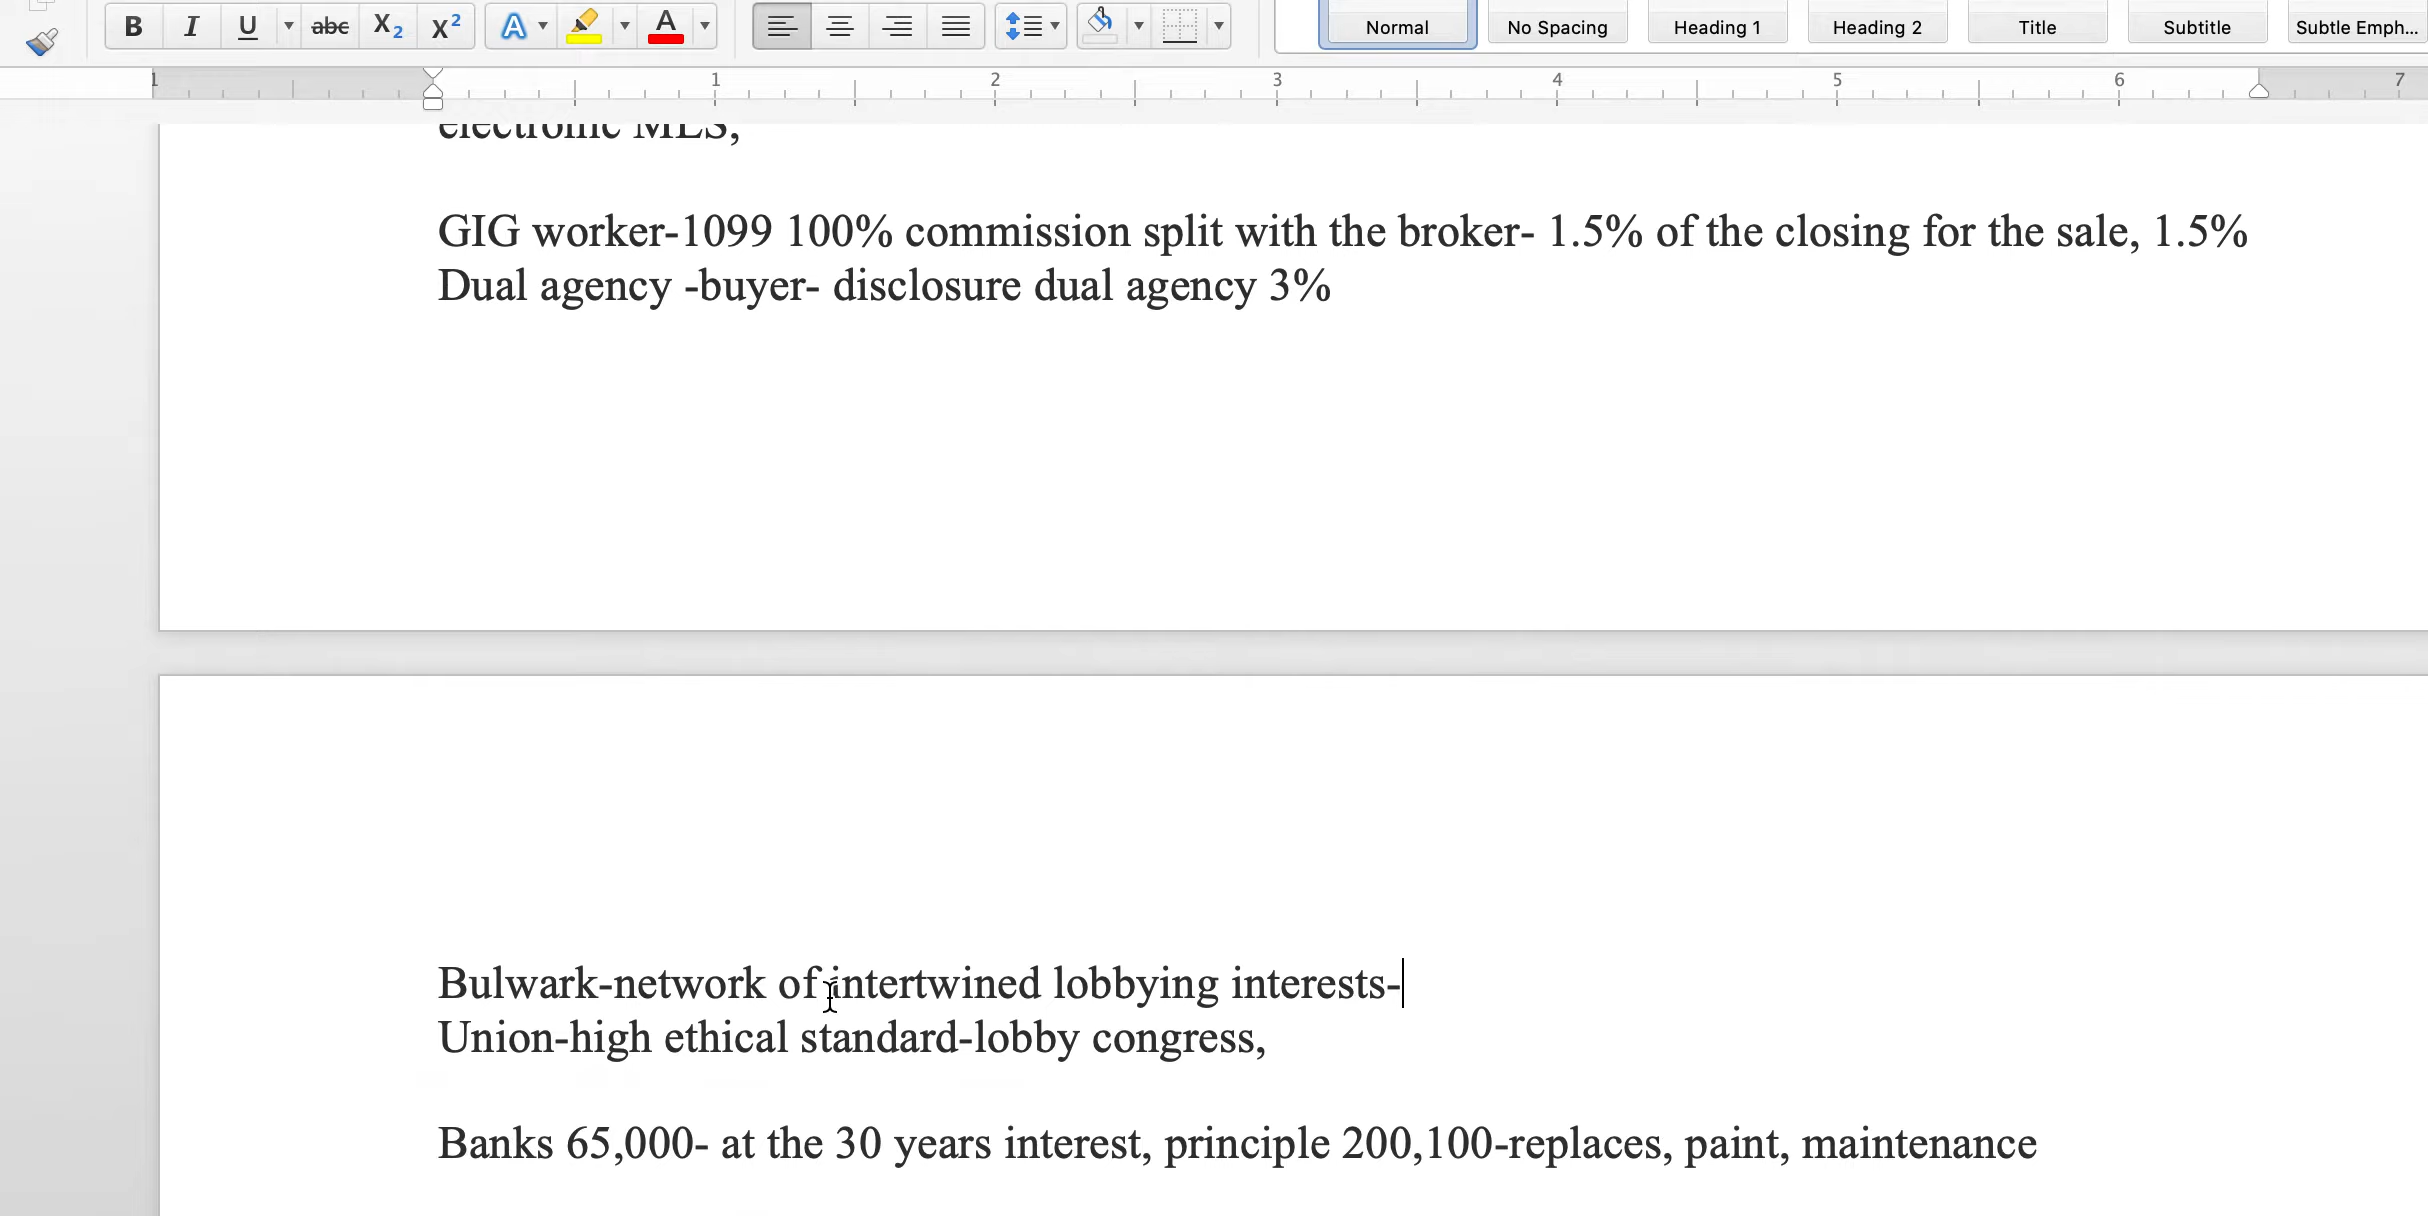 B I U abc X2 X2 A A
Normal No Spacing Heading 1 Heading 2 Title Subtitle Subtle Emph...
1 1 2 3 4 5 6 7
electronic MLS,
GIG worker-1099 100% commission split with the broker- 1.5% of the closing for the sale, 1.5%
Dual agency -buyer- disclosure dual agency 3%
Bulwark-network of intertwined lobbying interests-
Union-high ethical standard-lobby congress,
Banks 65,000- at the 30 years interest, principle 200,100-replaces, paint, maintenance